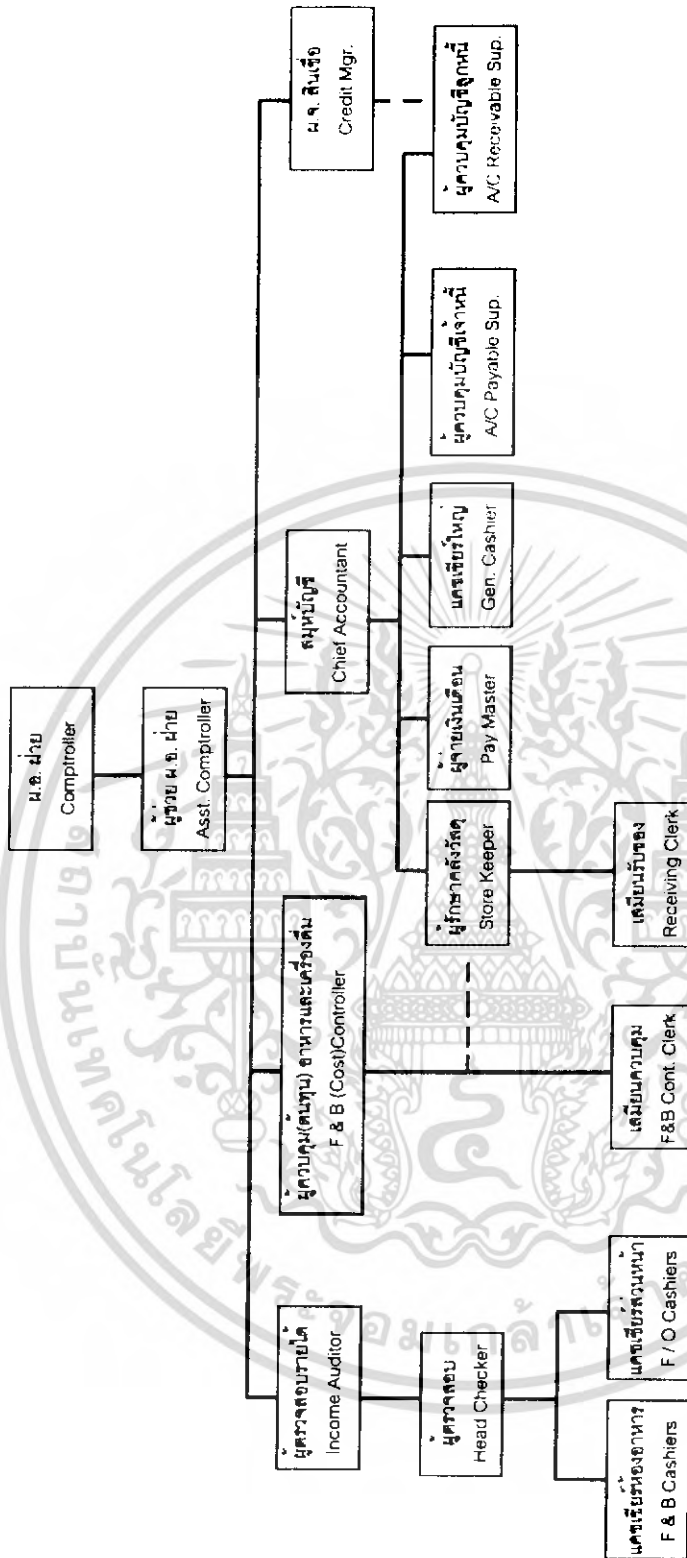 ผ.อ. ฝ่าย
Comptroller
ผู้ช่วย ผ.อ. ฝ่าย
Asst. Comptroller
ผู้ตรวจสอบรายได้
Income Auditor
ผู้ควบคุม(ต้นทุน) อาหารและเครื่องดื่ม
F & B (Cost)Controller
สมุห์บัญชี
Chief Accountant
ผ.จ. สินเชื่อ
Credit Mgr.
ผู้ตรวจสอบ
Head Checker
ผู้รักษาคลังวัสดุ
Store Keeper
ผู้จ่ายเงินเดือน
Pay Master
แคชเชียร์ใหญ่
Gen. Cashier
ผู้ควบคุมบัญชีเจ้าหนี้
A/C Payable Sup.
ผู้ควบคุมบัญชีลูกหนี้
A/C Receivable Sup.
แคชเชียร์ห้องอาหาร
F & B Cashiers
แคชเชียร์ส่วนหน้า
F / O Cashiers
เสมียนควบคุม
F&B Cont. Clerk
เสมียนรับของ
Receiving Clerk